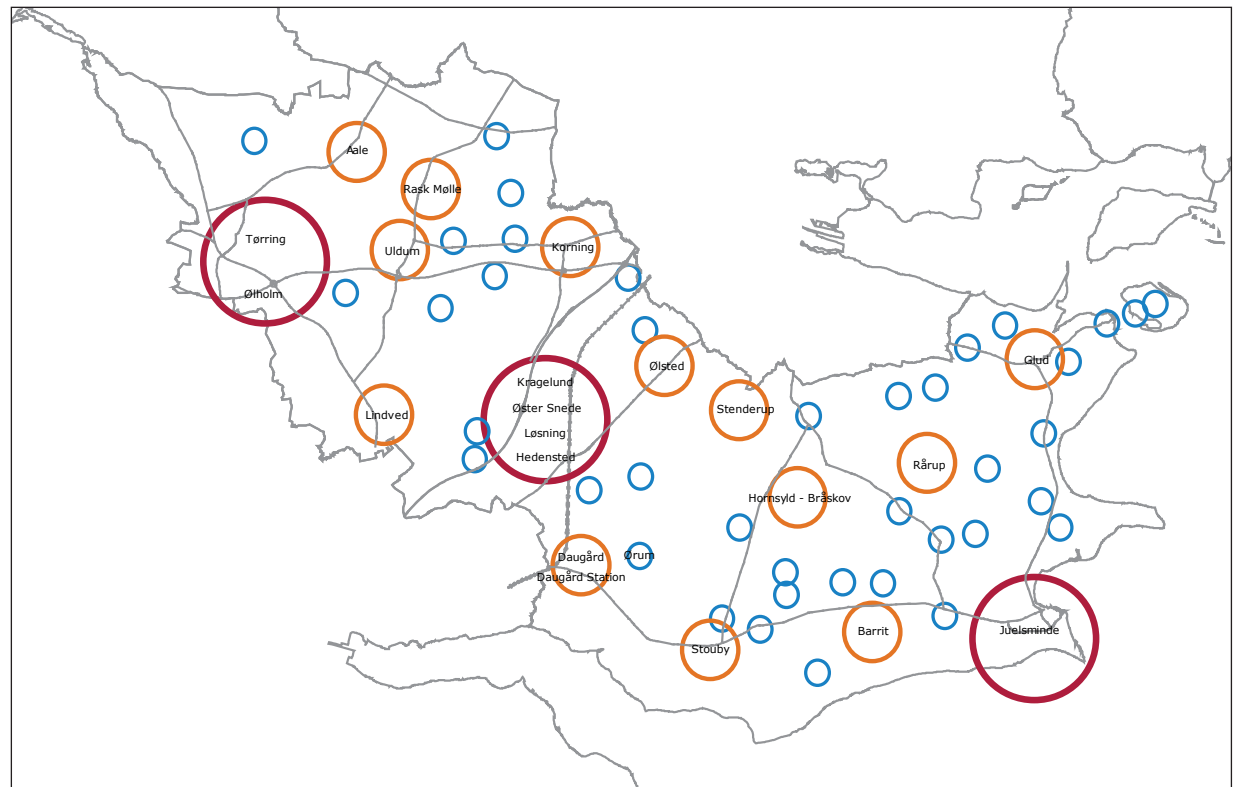 Aale
Rask Mølle
Tørring
Uldum
Korning
Ølholm
Glud
Ølsted
Kragelund
Øster Snede
Stenderup
Lindved
Løsning
Hedensted
Rårup
Hornsyld - Bråskov
Daugård
Ørum
Daugård Station
Barrit
Juelsminde
Stouby